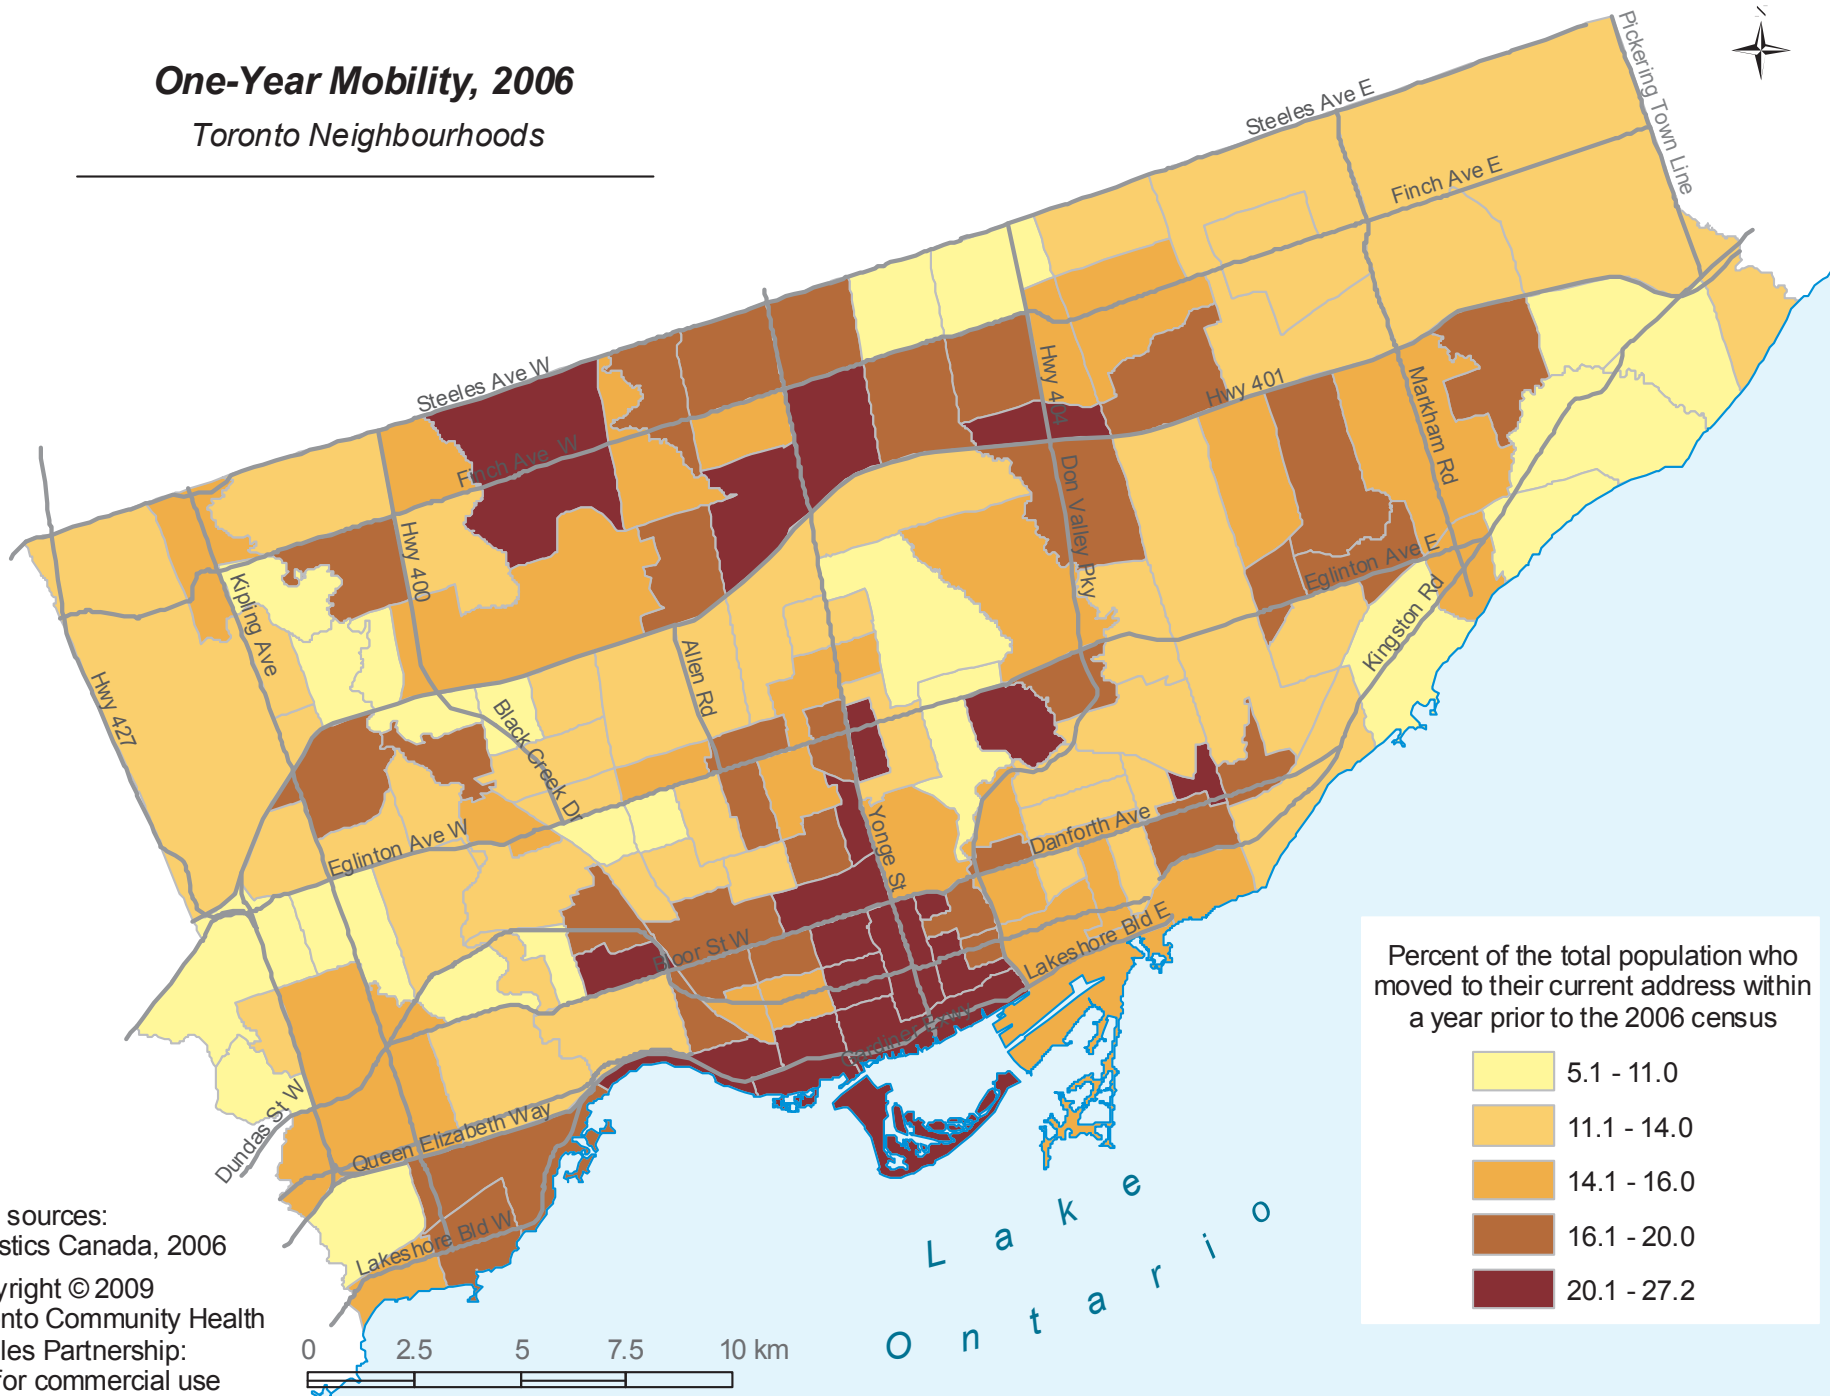 One-Year Mobility, 2006
Toronto Neighbourhoods
N
Pickering Town Line
Steeles Ave E
Finch Ave E
Steeles Ave W
Finch Ave W
Hwy 404
Hwy 401
Markham Rd
Don Valley Pky
Hwy 400
Kipling Ave
Eglinton Ave E
Kingston Rd
Hwy 427
Allen Rd
Black Creek Dr
Eglinton Ave W
Yonge St
Danforth Ave
Bloor St W
Lakeshore Bld E
Gardiner Expwy
Dundas St W
Queen Elizabeth Way
Lakeshore Bld W
Lake
Ontario
Percent of the total population who
moved to their current address within
a year prior to the 2006 census
5.1 - 11.0
11.1 - 14.0
14.1 - 16.0
16.1 - 20.0
20.1 - 27.2
sources:
stics Canada, 2006
yright © 2009
nto Community Health
les Partnership:
for commercial use
0 2.5 5 7.5 10 km